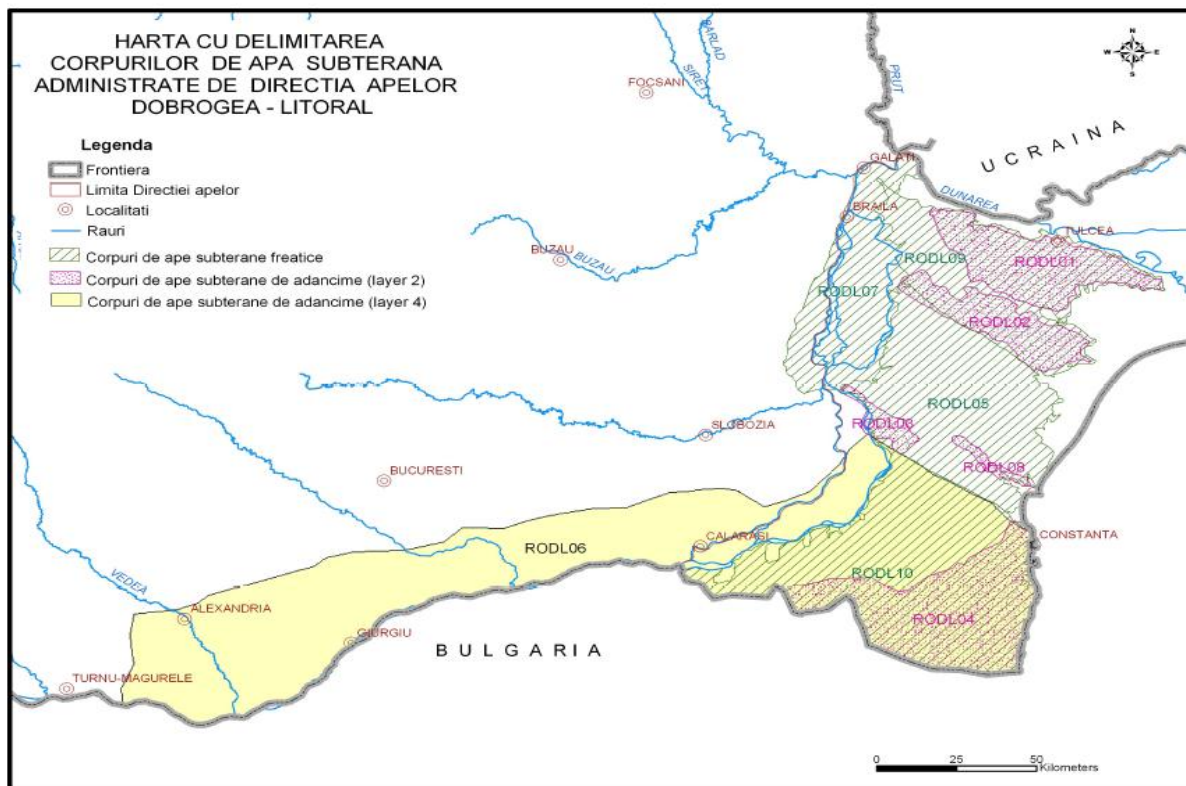 HARTA CU DELIMITAREA
CORPURILOR DE APA SUBTERANA
ADMINISTRATE DE DIRECTIA APELOR
DOBROGEA - LITORAL
Legenda
Frontiera
Limita Directiei apelor
Localitati
Rauri
Corpuri de ape subterane freatice
Corpuri de ape subterane de adancime (layer 2)
Corpuri de ape subterane de adancime (layer 4)
N
W E
S
BARLAD
SIRET
PRUT
FOCSANI
UCRAINA
GALATI
DUNAREA
BRAILA
TULCEA
BUZAU
BUZAU
RODL09
RODL01
RODL07
RODL02
RODL05
RODL03
SLOBOZIA
RODL08
BUCURESTI
CALARASI
CONSTANTA
RODL06
RODL10
VEDEA
ALEXANDRIA
RODL04
GIURGIU
BULGARIA
TURNU-MAGURELE
0 25 50
Kilometers